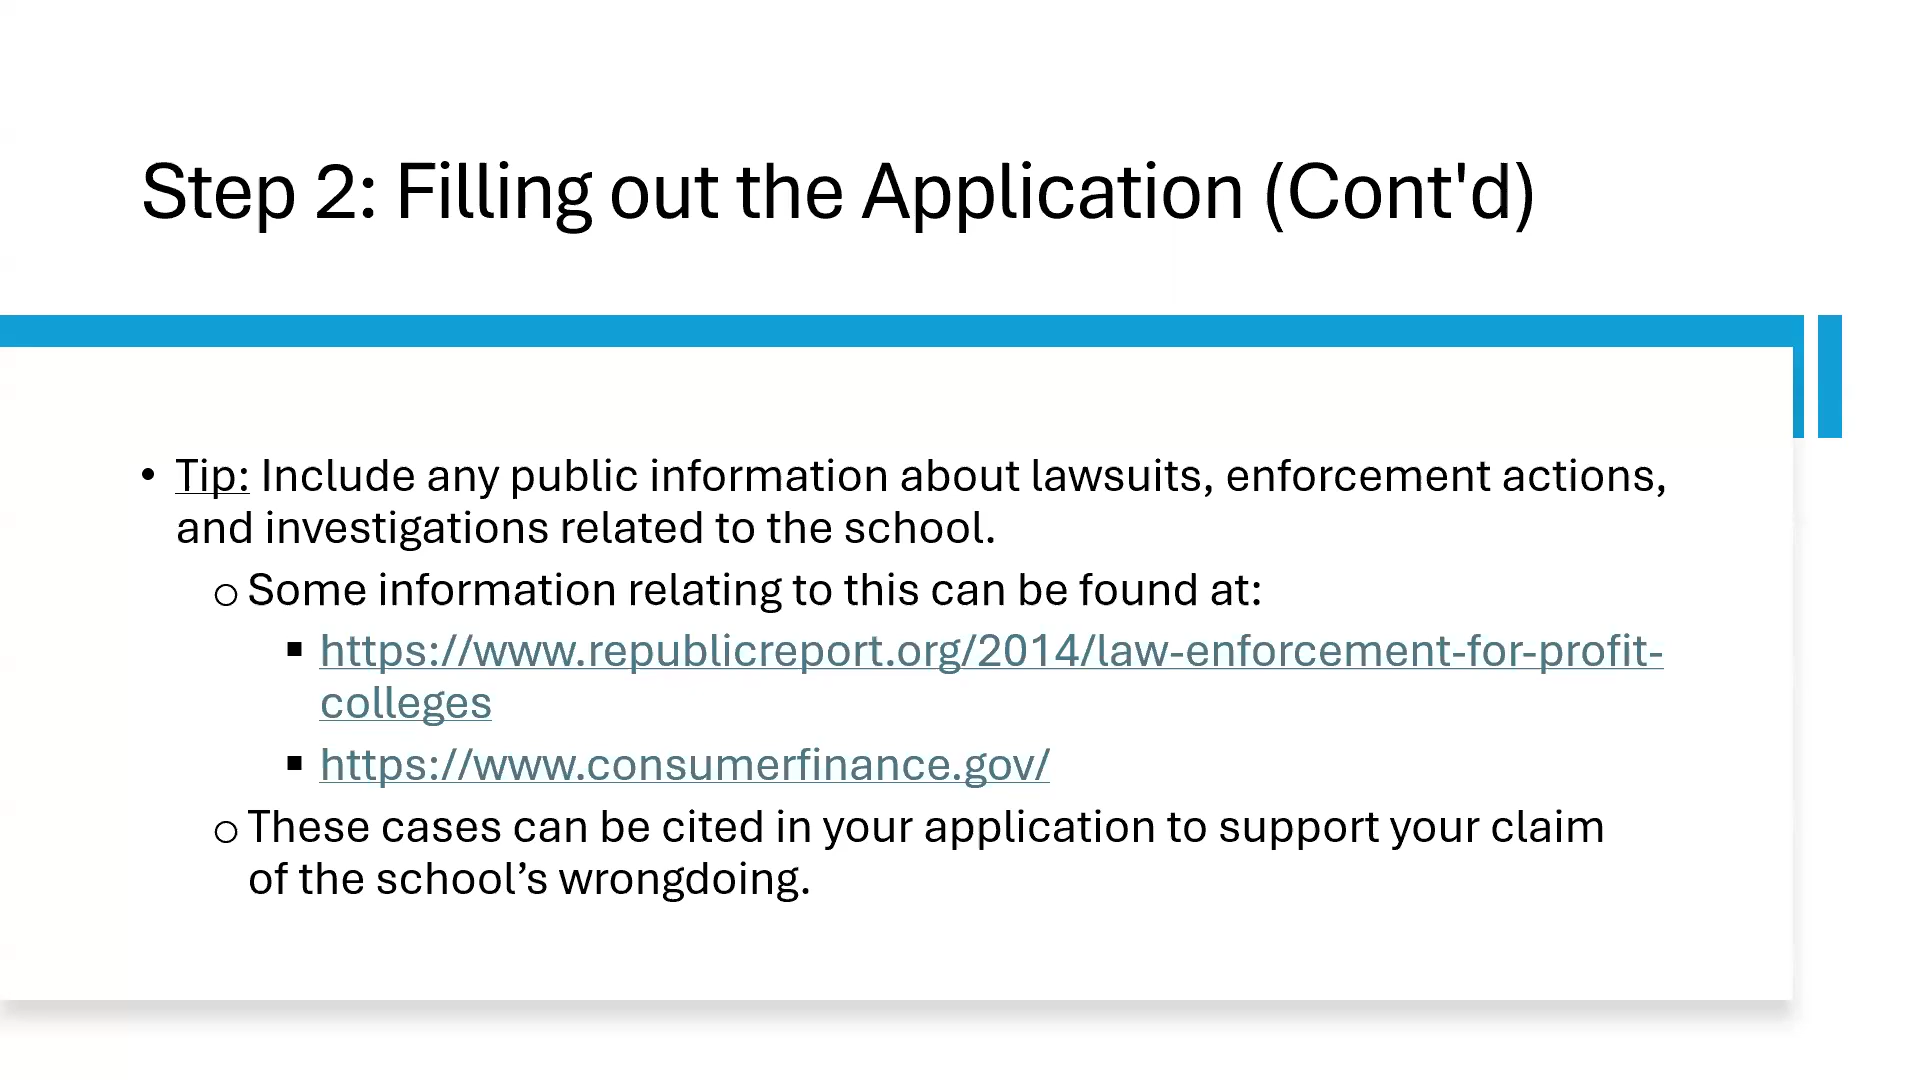 Step 2: Filling out the Application (Cont'd)
• Tip: Include any public information about lawsuits, enforcement actions,
and investigations related to the school.
o Some information relating to this can be found at:
▪ https://www.republicreport.org/2014/law-enforcement-for-profit-
colleges
▪ https://www.consumerfinance.gov/
o These cases can be cited in your application to support your claim
of the school’s wrongdoing.